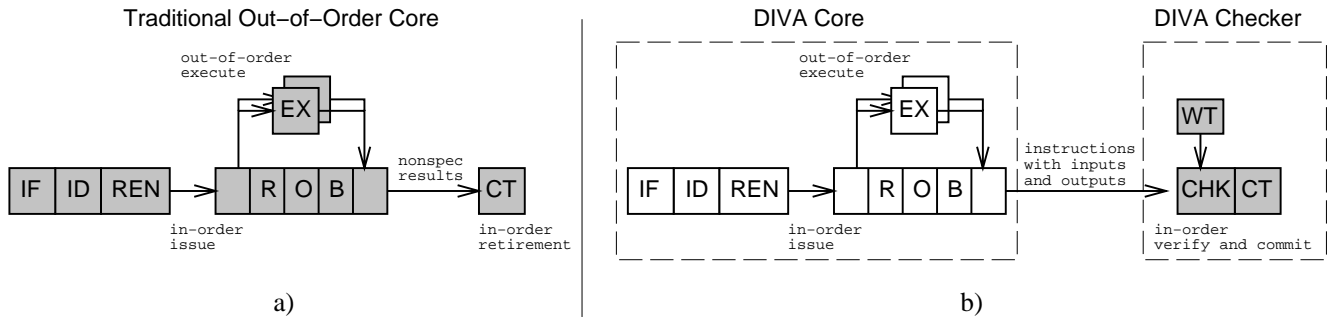 Traditional Out-of-Order Core
out-of-order
execute
EX
IF ID REN
R O B
nonspec
results
CT
in-order
issue
in-order
retirement
a)
DIVA Core
DIVA Checker
out-of-order
execute
EX
WT
IF ID REN
R O B
instructions
with inputs
and outputs
CHK CT
in-order
issue
in-order
verify and commit
b)